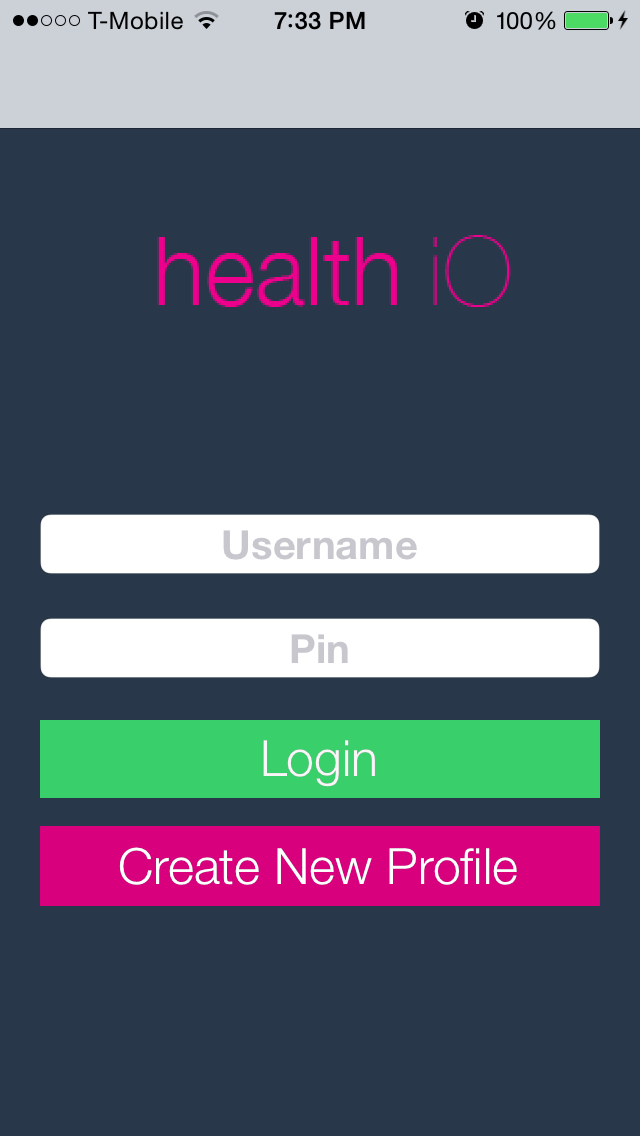 T-Mobile 7:33 PM 100%
health iO
Username
Pin
Login
Create New Profile